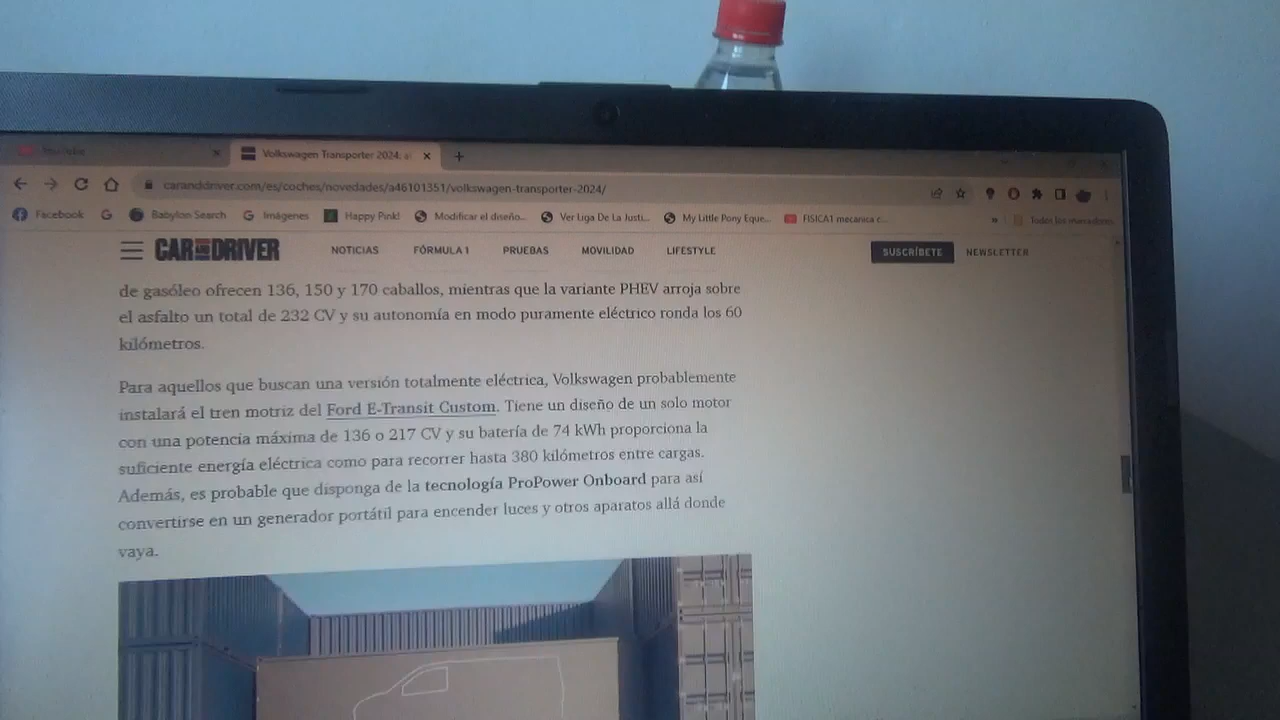 YouTube
Volkswagen Transporter 2024: a
caranddriver.com/es/coches/novedades/a46101351/volkswagen-transporter-2024/
Facebook
Babylon Search
Imágenes
Happy Pink!
Modificar el diseño...
Ver Liga De La Justi...
My Little Pony Eque...
FISICA1 mecanica c...
»
Todos los marcadores
CAR AND DRIVER
NOTICIAS
FÓRMULA 1
PRUEBAS
MOVILIDAD
LIFESTYLE
SUSCRÍBETE
NEWSLETTER
de gasóleo ofrecen 136, 150 y 170 caballos, mientras que la variante PHEV arroja sobre
el asfalto un total de 232 CV y su autonomía en modo puramente eléctrico ronda los 60
kilómetros.
Para aquellos que buscan una versión totalmente eléctrica, Volkswagen probablemente
instalará el tren motriz del Ford E-Transit Custom. Tiene un diseño de un solo motor
con una potencia máxima de 136 o 217 CV y su batería de 74 kWh proporciona la
suficiente energía eléctrica como para recorrer hasta 380 kilómetros entre cargas.
Además, es probable que disponga de la tecnología ProPower Onboard para así
convertirse en un generador portátil para encender luces y otros aparatos allá donde
vaya.